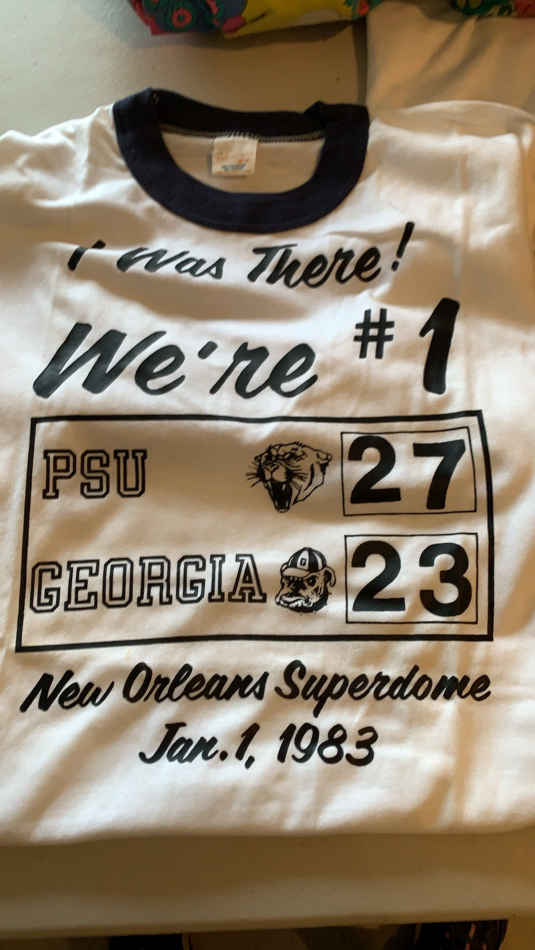 I Was There!
We're #1
PSU 27
GEORGIA 23
New Orleans Superdome
Jan. 1, 1983